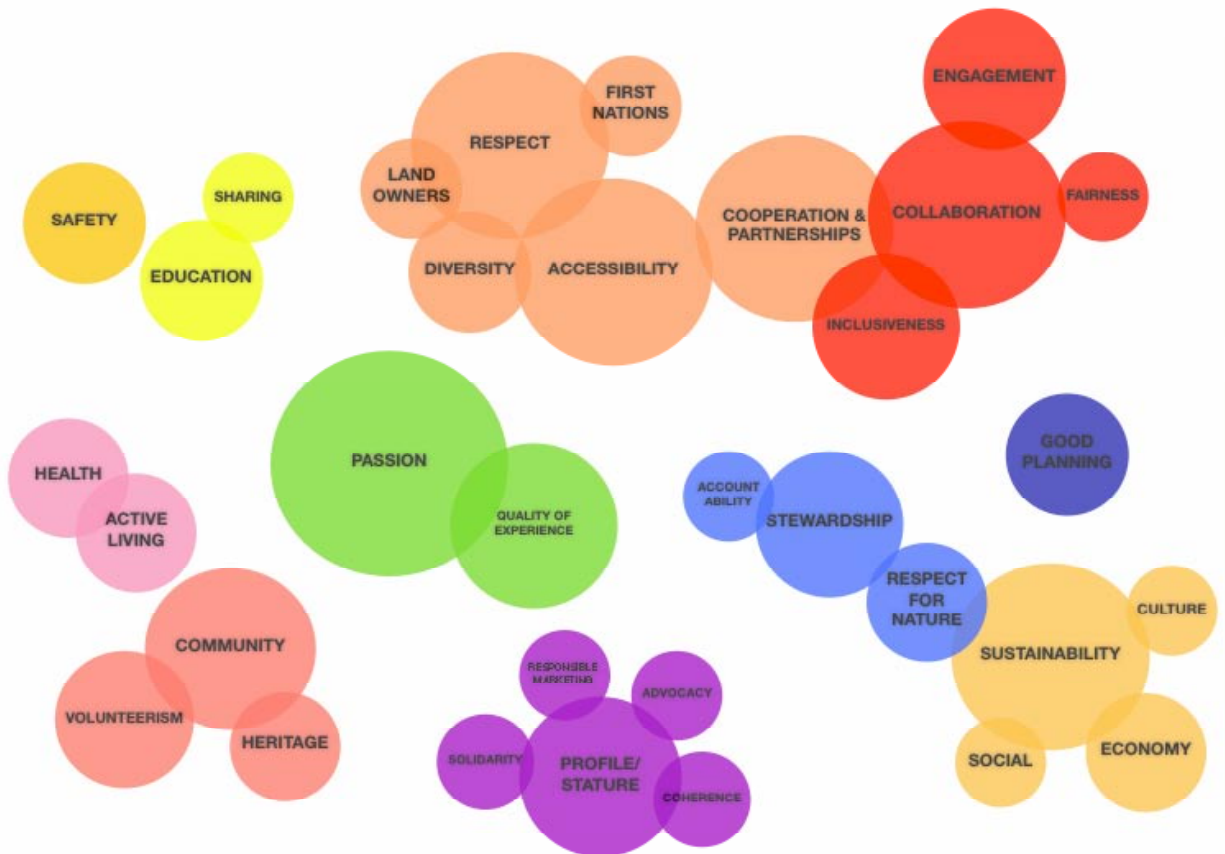 ENGAGEMENT
FIRST
NATIONS
RESPECT
LAND
OWNERS
SHARING
SAFETY
EDUCATION
DIVERSITY
ACCESSIBILITY
COOPERATION &
PARTNERSHIPS
COLLABORATION
FAIRNESS
INCLUSIVENESS
HEALTH
ACTIVE
LIVING
PASSION
QUALITY OF
EXPERIENCE
GOOD
PLANNING
ACCOUNT
ABILITY
STEWARDSHIP
RESPECT
FOR
NATURE
SUSTAINABILITY
CULTURE
SOCIAL
ECONOMY
COMMUNITY
VOLUNTEERISM
HERITAGE
RESPONSIBLE
MARKETING
ADVOCACY
SOLIDARITY
PROFILE/
STATURE
COHERENCE